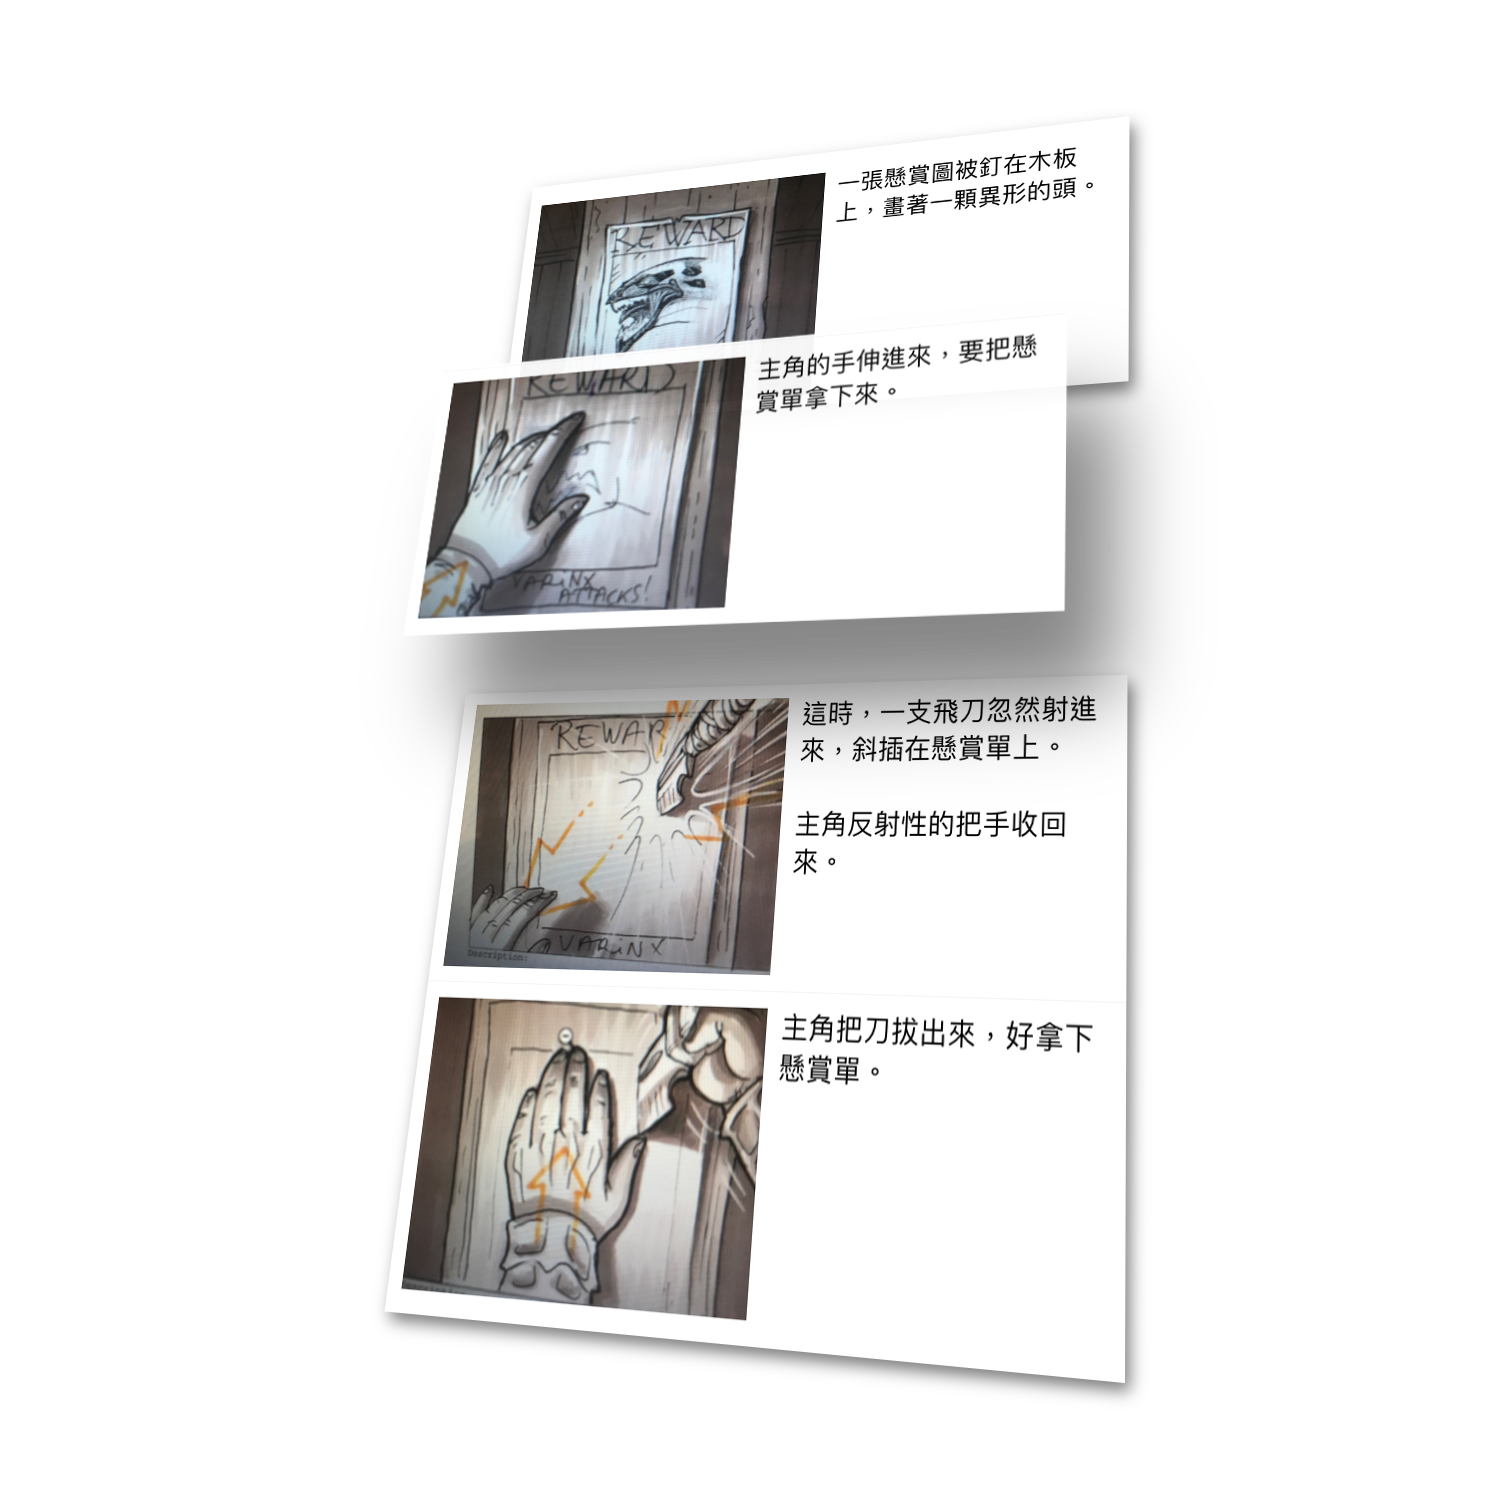 一張懸賞圖被釘在木板
上，畫著一顆異形的頭。
REWARD
主角的手伸進來，要把懸
賞單拿下來。
REWARD
VARiNX
ATTACKS!
這時，一支飛刀忽然射進
來，斜插在懸賞單上。
主角反射性的把手收回
來。
REWAR
VARiNX
Description:
主角把刀拔出來，好拿下
懸賞單。